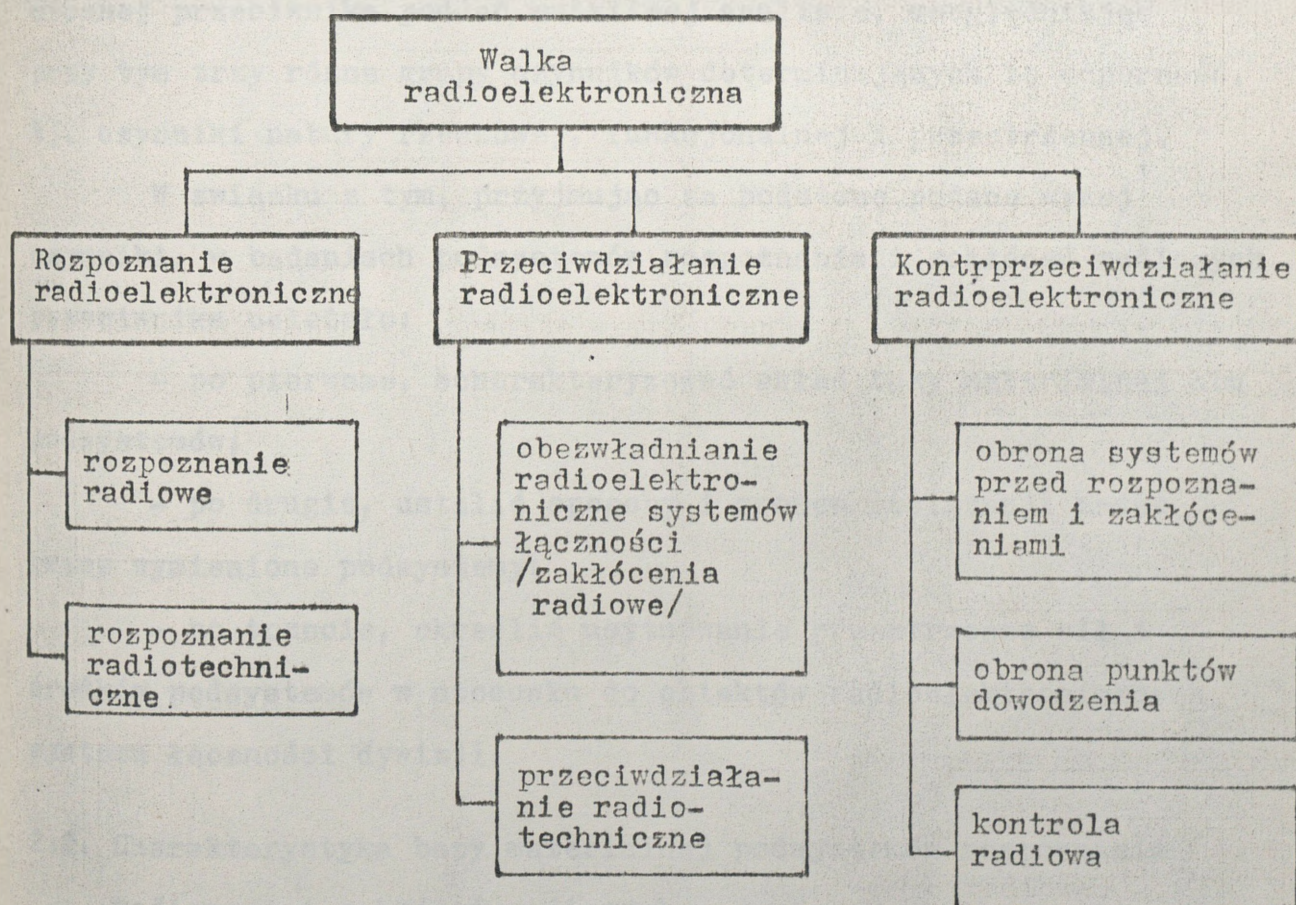 Walka
radioelektroniczna
Rozpoznanie
radioelektroniczne
rozpoznanie
radiowe
rozpoznanie
radiotechni-
czne.
Przeciwdziałanie
radioelektroniczne
obezwładnianie
radioelektro-
niczne systemów
łączności
/zakłócenia
radiowe/
przeciwdziała-
nie radio-
techniczne
Kontrprzeciwdziałanie
radioelektroniczne
obrona systemów
przed rozpozna-
niem i zakłóce-
niami
obrona punktów
dowodzenia
kontrola
radiowa